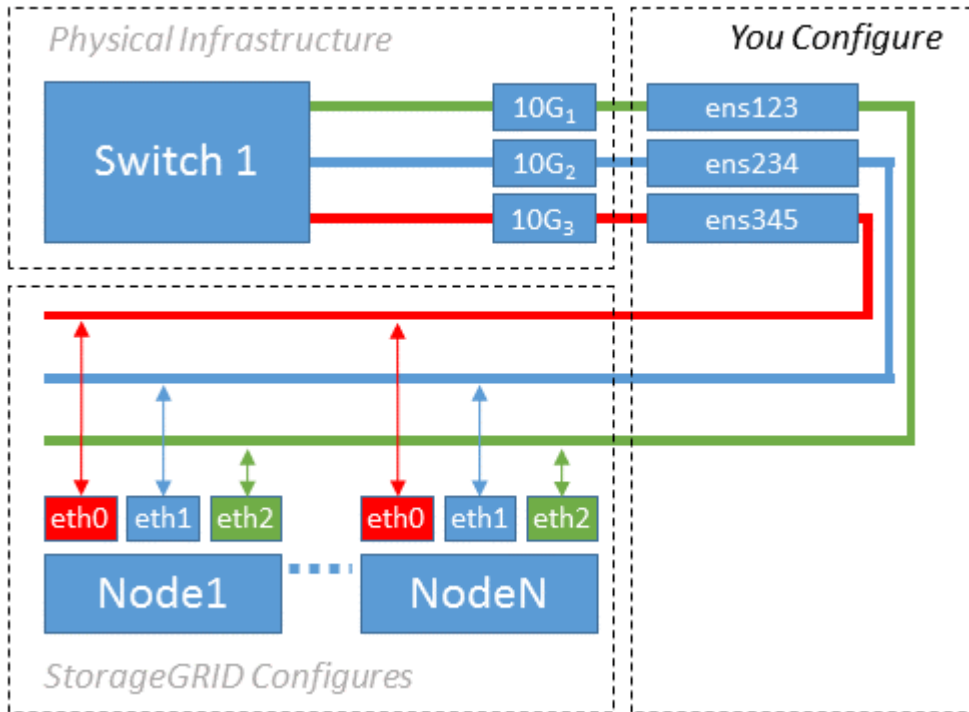 Physical Infrastructure
You Configure
Switch 1
10G₁
ens123
10G₂
ens234
10G₃
ens345
eth0 eth1 eth2 eth0 eth1 eth2
Node1
NodeN
StorageGRID Configures